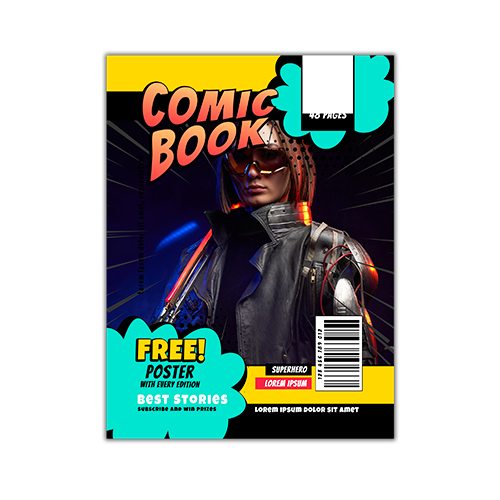 COMIC
BOOK
48 PAGES
FREE!
POSTER
WITH EVERY EDITION
BEST STORIES
SUBSCRIBE AND WIN PRIZES
SUPERHERO
LOREM IPSUM
LOREM IPSUM DOLOR SIT AMET